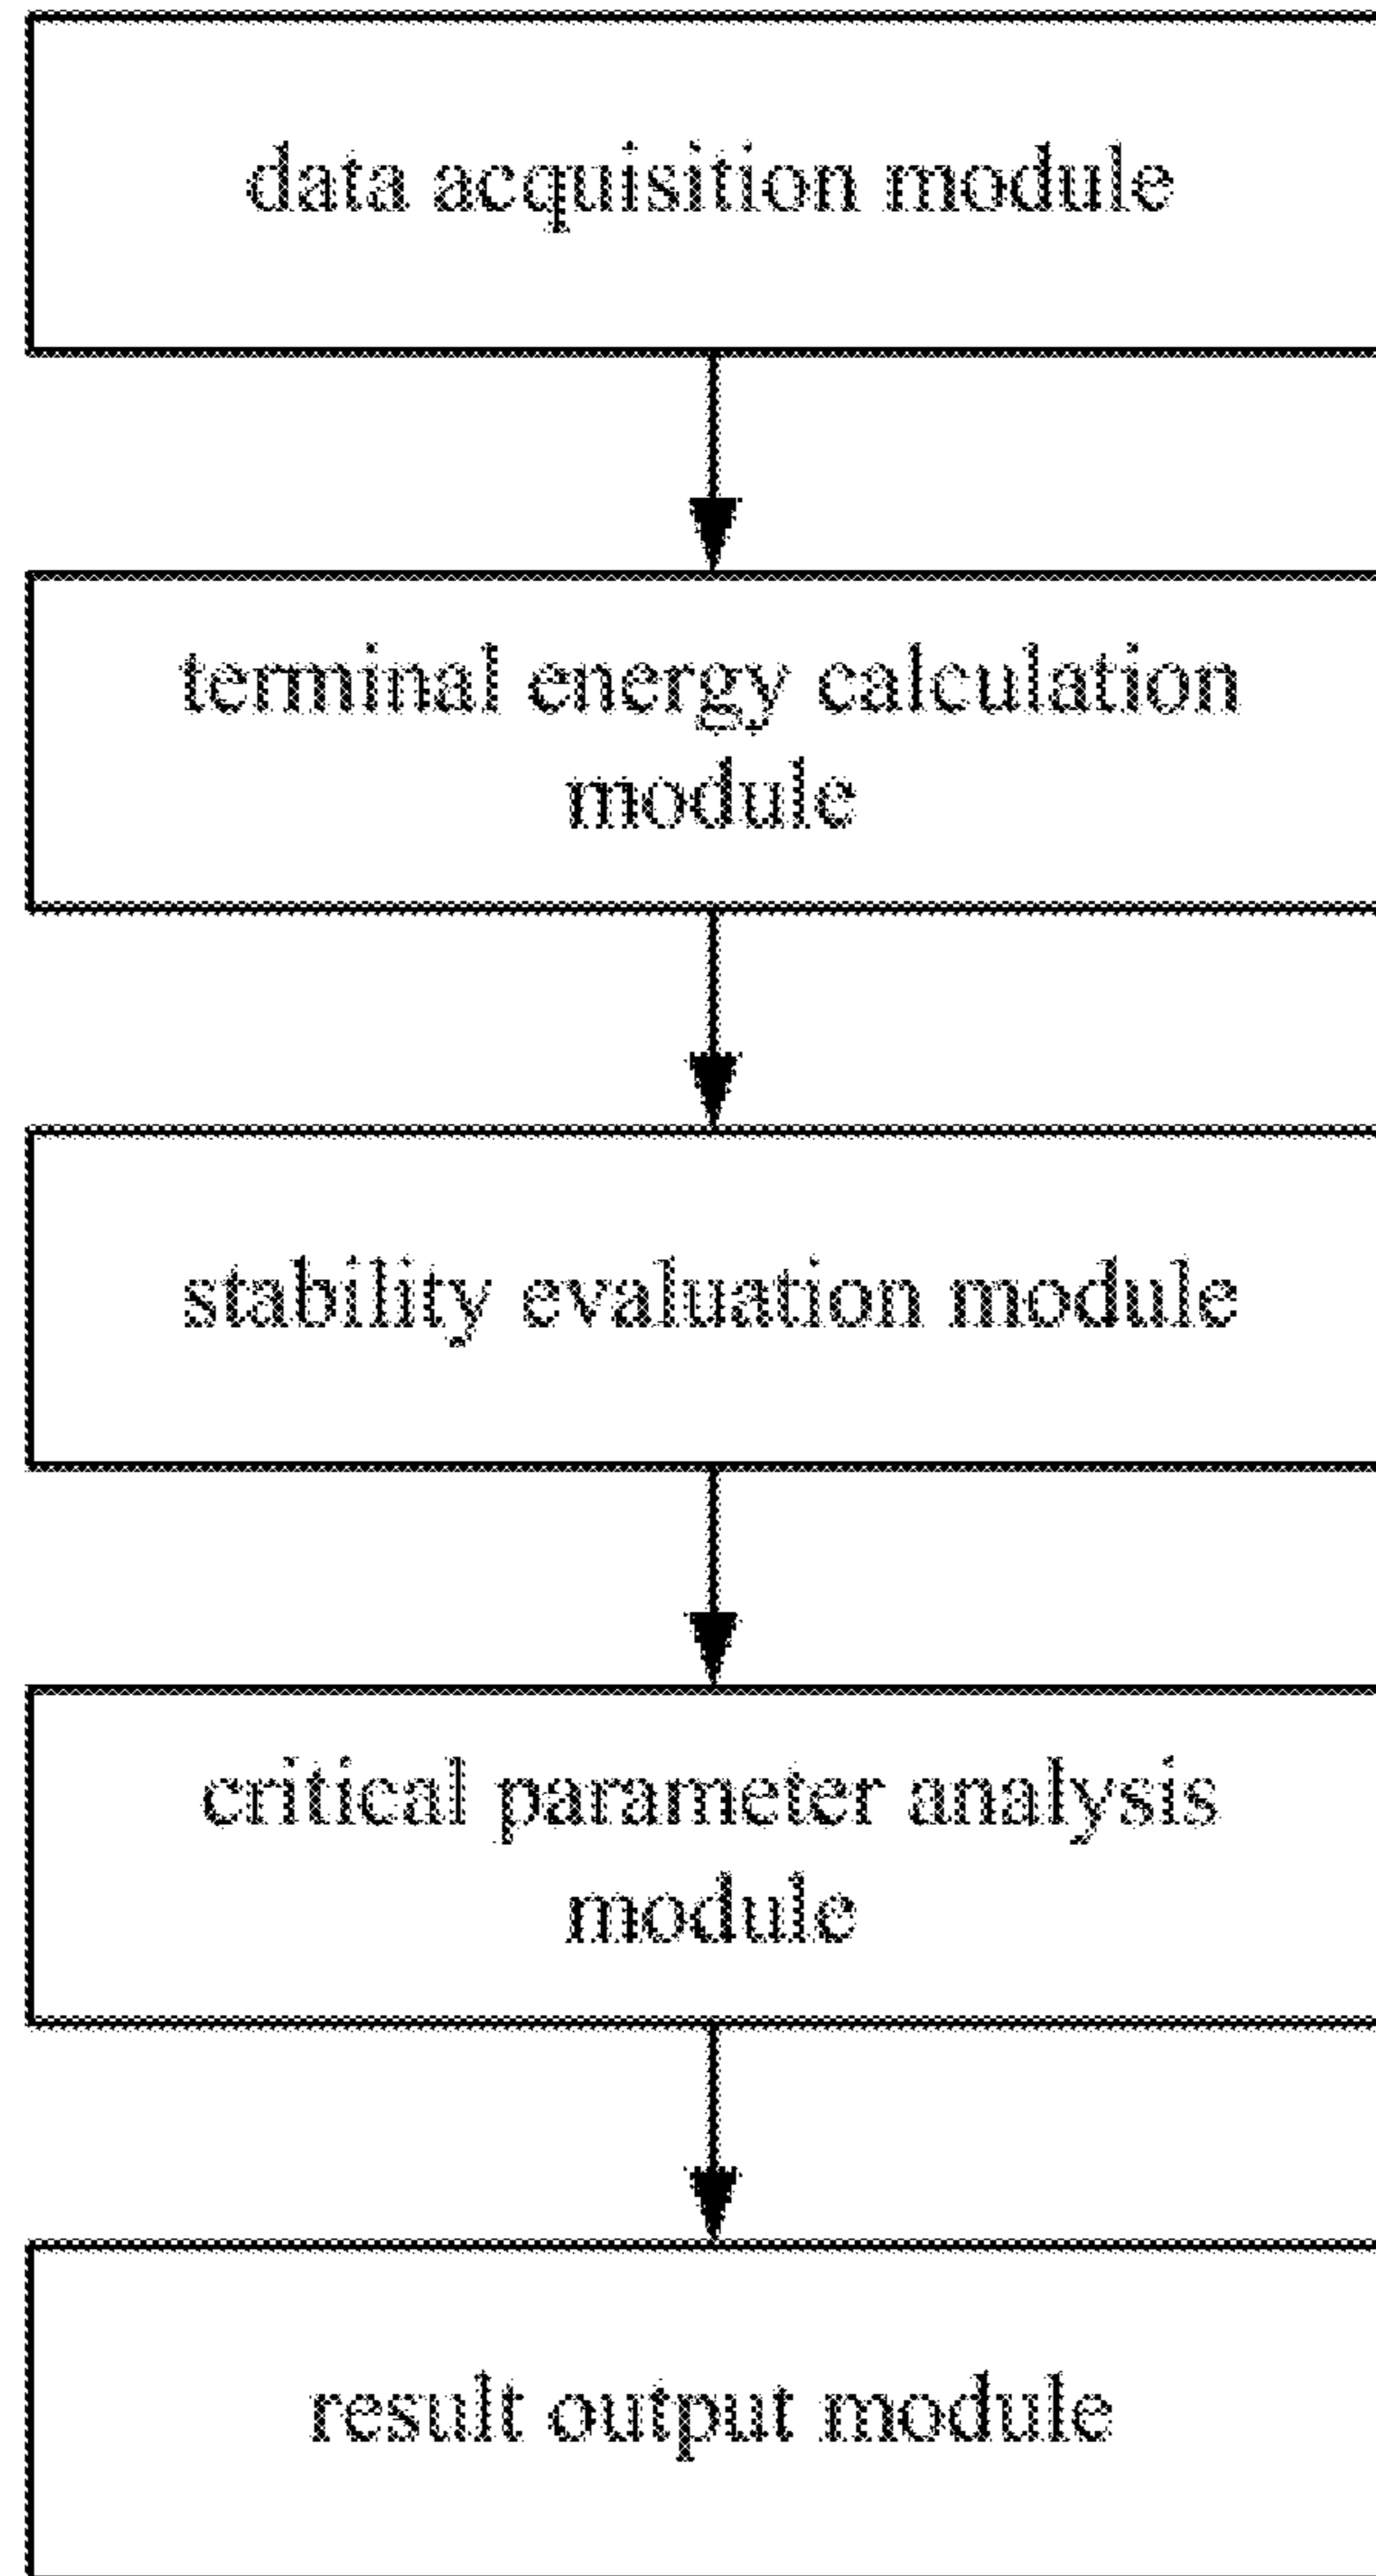 data acquisition module
terminal energy calculation
module
stability evaluation module
critical parameter analysis
module
result output module